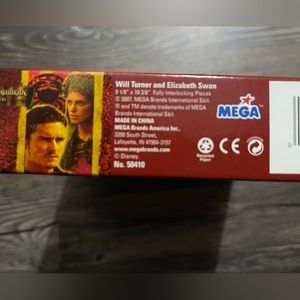 Will Turner and Elizabeth Swan
9 1/8" x 10 3/8" Fully Interlocking Pieces
© 2007, MEGA Brands International Sàrl.
® and TM denote trademarks of MEGA
Brands International Sàrl.
MADE IN CHINA
MEGA Brands America Inc..
3200 South Street,
Lafayette, IN 47904-3157
www.megabrands.com
© Disney.
No. 50410
MEGA
Recycled
Paper